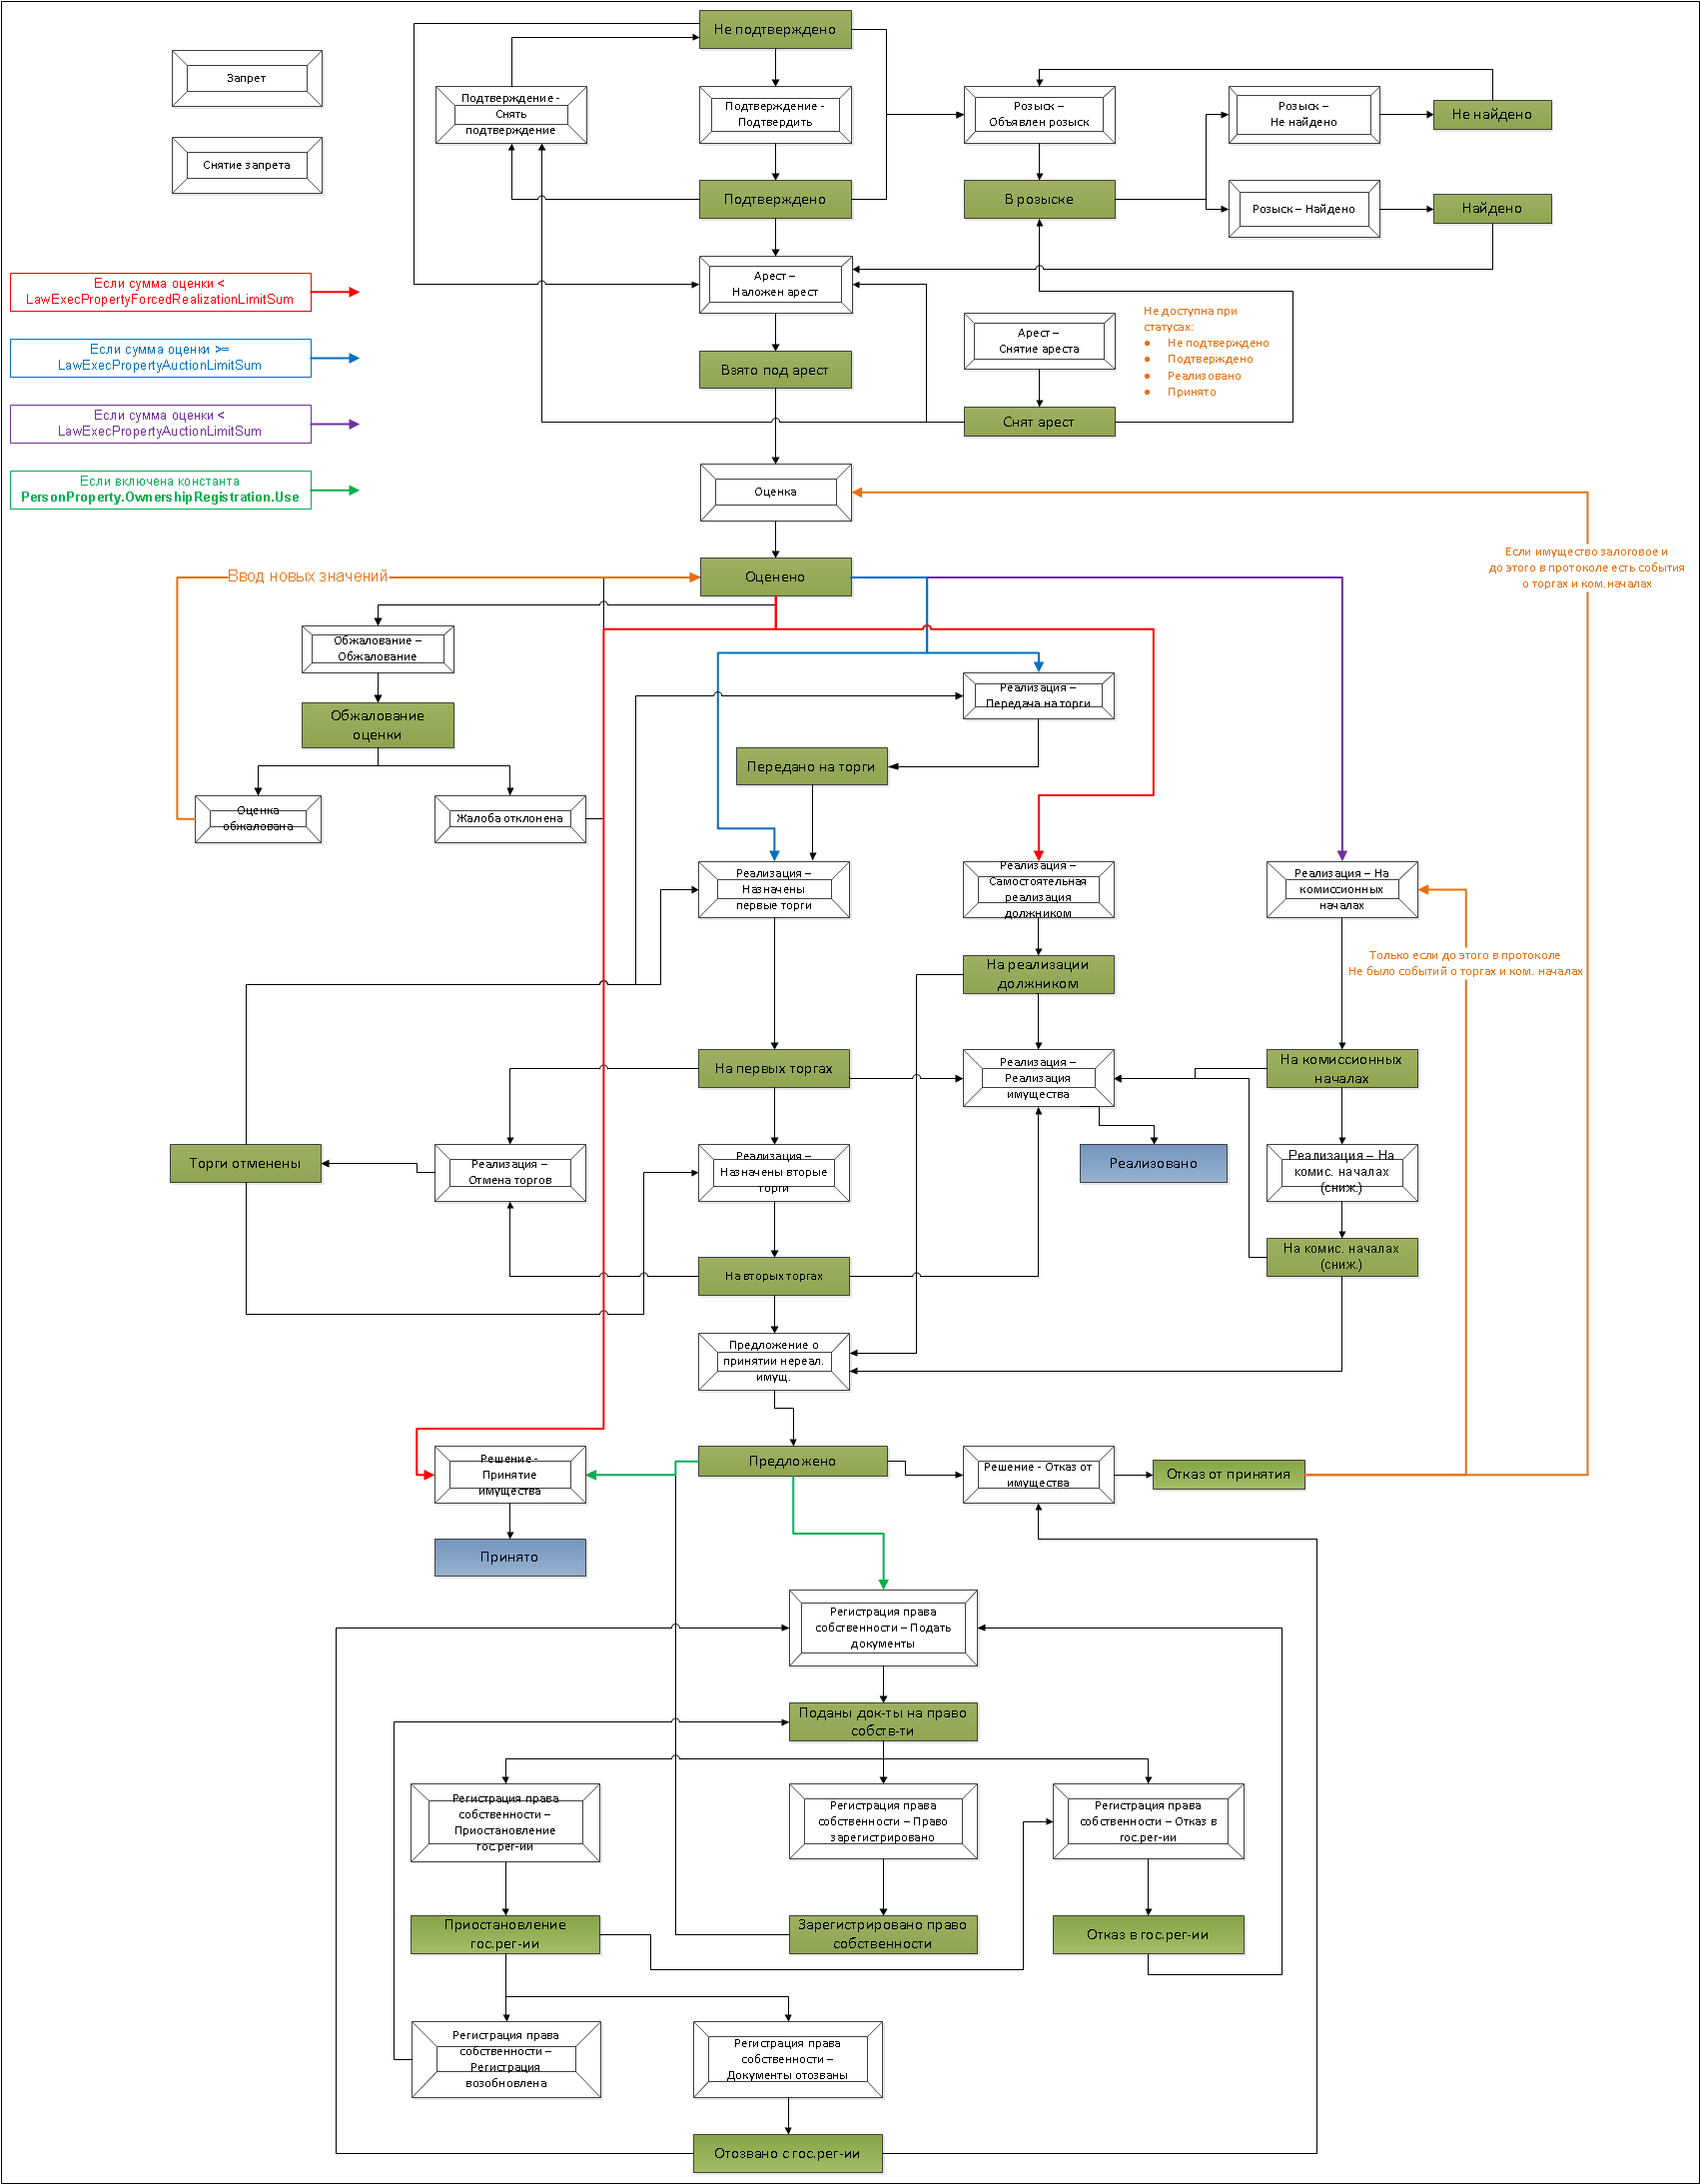 Не подтверждено
Запрет
Подтверждение -
Снять
подтверждение
Подтверждение -
Подтвердить
Розыск –
Объявлен розыск
Розыск –
Не найдено
Не найдено
Снятие запрета
Подтверждено
В розыске
Розыск – Найдено
Найдено
Если сумма оценки <
LawExecPropertyForcedRealizationLimitSum
Арест –
Наложен арест
Не доступна при
статусах:
● Не подтверждено
● Подтверждено
● Реализовано
● Принято
Арест –
Снятие ареста
Если сумма оценки >=
LawExecPropertyAuctionLimitSum
Взято под арест
Если сумма оценки <
LawExecPropertyAuctionLimitSum
Снят арест
Если включена константа
PersonProperty.OwnershipRegistration.Use
Оценка
Если имущество залоговое и
до этого в протоколе есть события
о торгах и ком.началах
Ввод новых значений
Оценено
Обжалование –
Обжалование
Реализация –
Передача на торги
Обжалование
оценки
Передано на торги
Оценка
обжалована
Жалоба отклонена
Реализация –
Назначены
первые торги
Реализация –
Самостоятельная
реализация
должником
Реализация – На
комиссионных
началах
Только если до этого в протоколе
Не было событий о торгах и ком. началах
На реализации
должником
На первых торгах
Реализация –
Реализация
имущества
На комиссионных
началах
Торги отменены
Реализация –
Отмена торгов
Реализация –
Назначены вторые
торги
Реализовано
Реализация – На
комис. началах
(сниж.)
На вторых торгах
На комис. началах
(сниж.)
Предложение о
принятии нереал.
имущ.
Решение -
Принятие
имущества
Предложено
Решение - Отказ от
имущества
Отказ от принятия
Принято
Регистрация права
собственности – Подать
документы
Поданы док-ты на право
собств-ти
Регистрация права
собственности –
Приостановление
гос.рег-ии
Регистрация права
собственности – Право
зарегистрировано
Регистрация права
собственности – Отказ в
гос.рег-ии
Приостановление
гос.рег-ии
Зарегистрировано право
собственности
Отказ в гос.рег-ии
Регистрация права
собственности –
Регистрация
возобновлена
Регистрация права
собственности –
Документы отозваны
Отозвано с гос.рег-ии